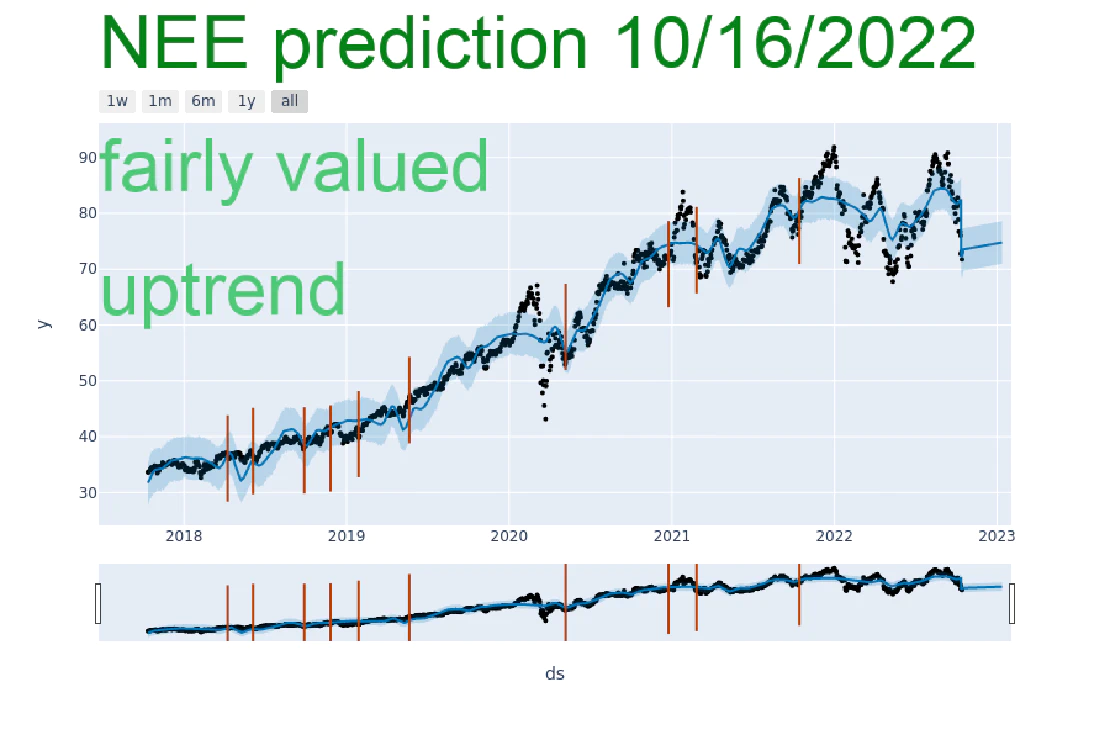 NEE prediction 10/16/2022
1w 1m 6m 1y all
fairly valued
uptrend
90
80
70
60
50
40
30
y
2018 2019 2020 2021 2022 2023
ds